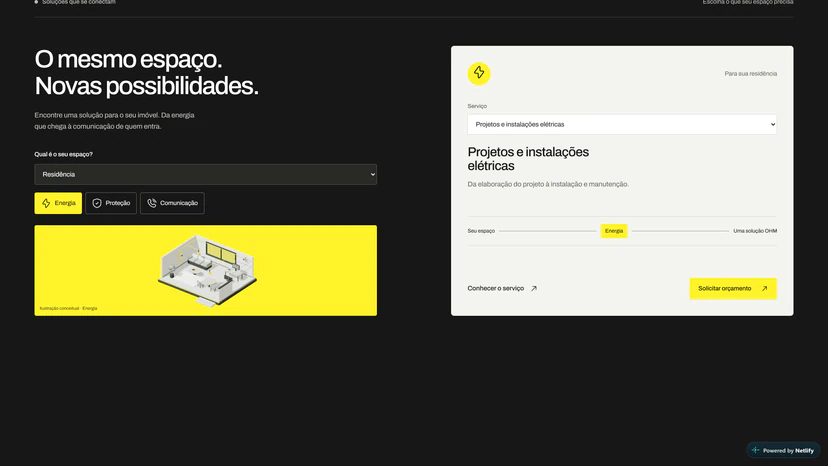 Soluções que se conectam
Escolha o que seu espaço precisa
O mesmo espaço.
Novas possibilidades.
Encontre uma solução para o seu imóvel. Da energia
que chega à comunicação de quem entra.
Qual é o seu espaço?
Residência
Energia
Proteção
Comunicação
Ilustração conceitual · Energia
Para sua residência
Serviço
Projetos e instalações elétricas
Projetos e instalações
elétricas
Da elaboração do projeto à instalação e manutenção.
Seu espaço
Energia
Uma solução OHM
Conhecer o serviço
Solicitar orçamento
Powered by Netlify